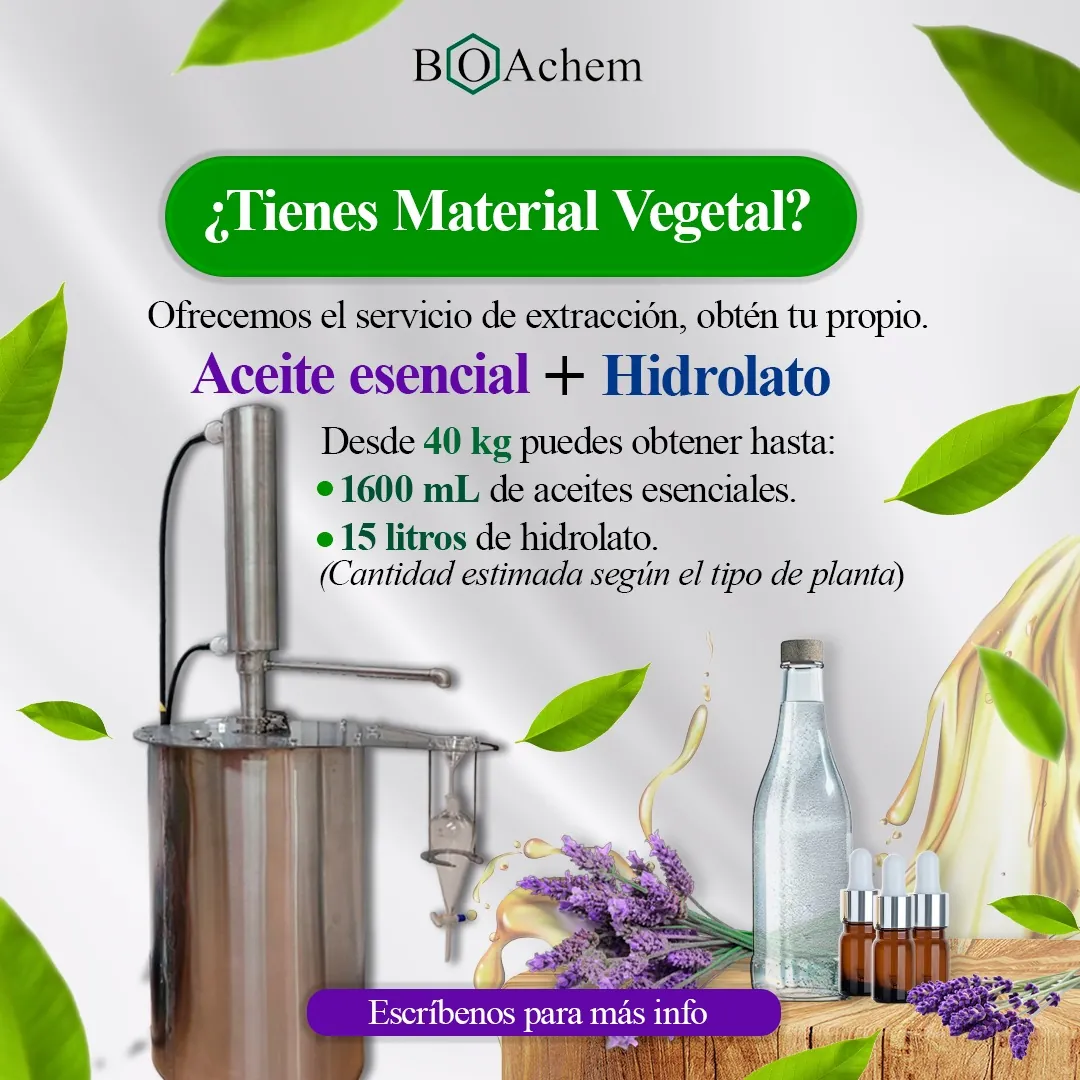 BOAchem
¿Tienes Material Vegetal?
Ofrecemos el servicio de extracción, obtén tu propio.
Aceite esencial + Hidrolato
Desde 40 kg puedes obtener hasta:
• 1600 mL de aceites esenciales.
• 15 litros de hidrolato.
(Cantidad estimada según el tipo de planta)
Escríbenos para más info